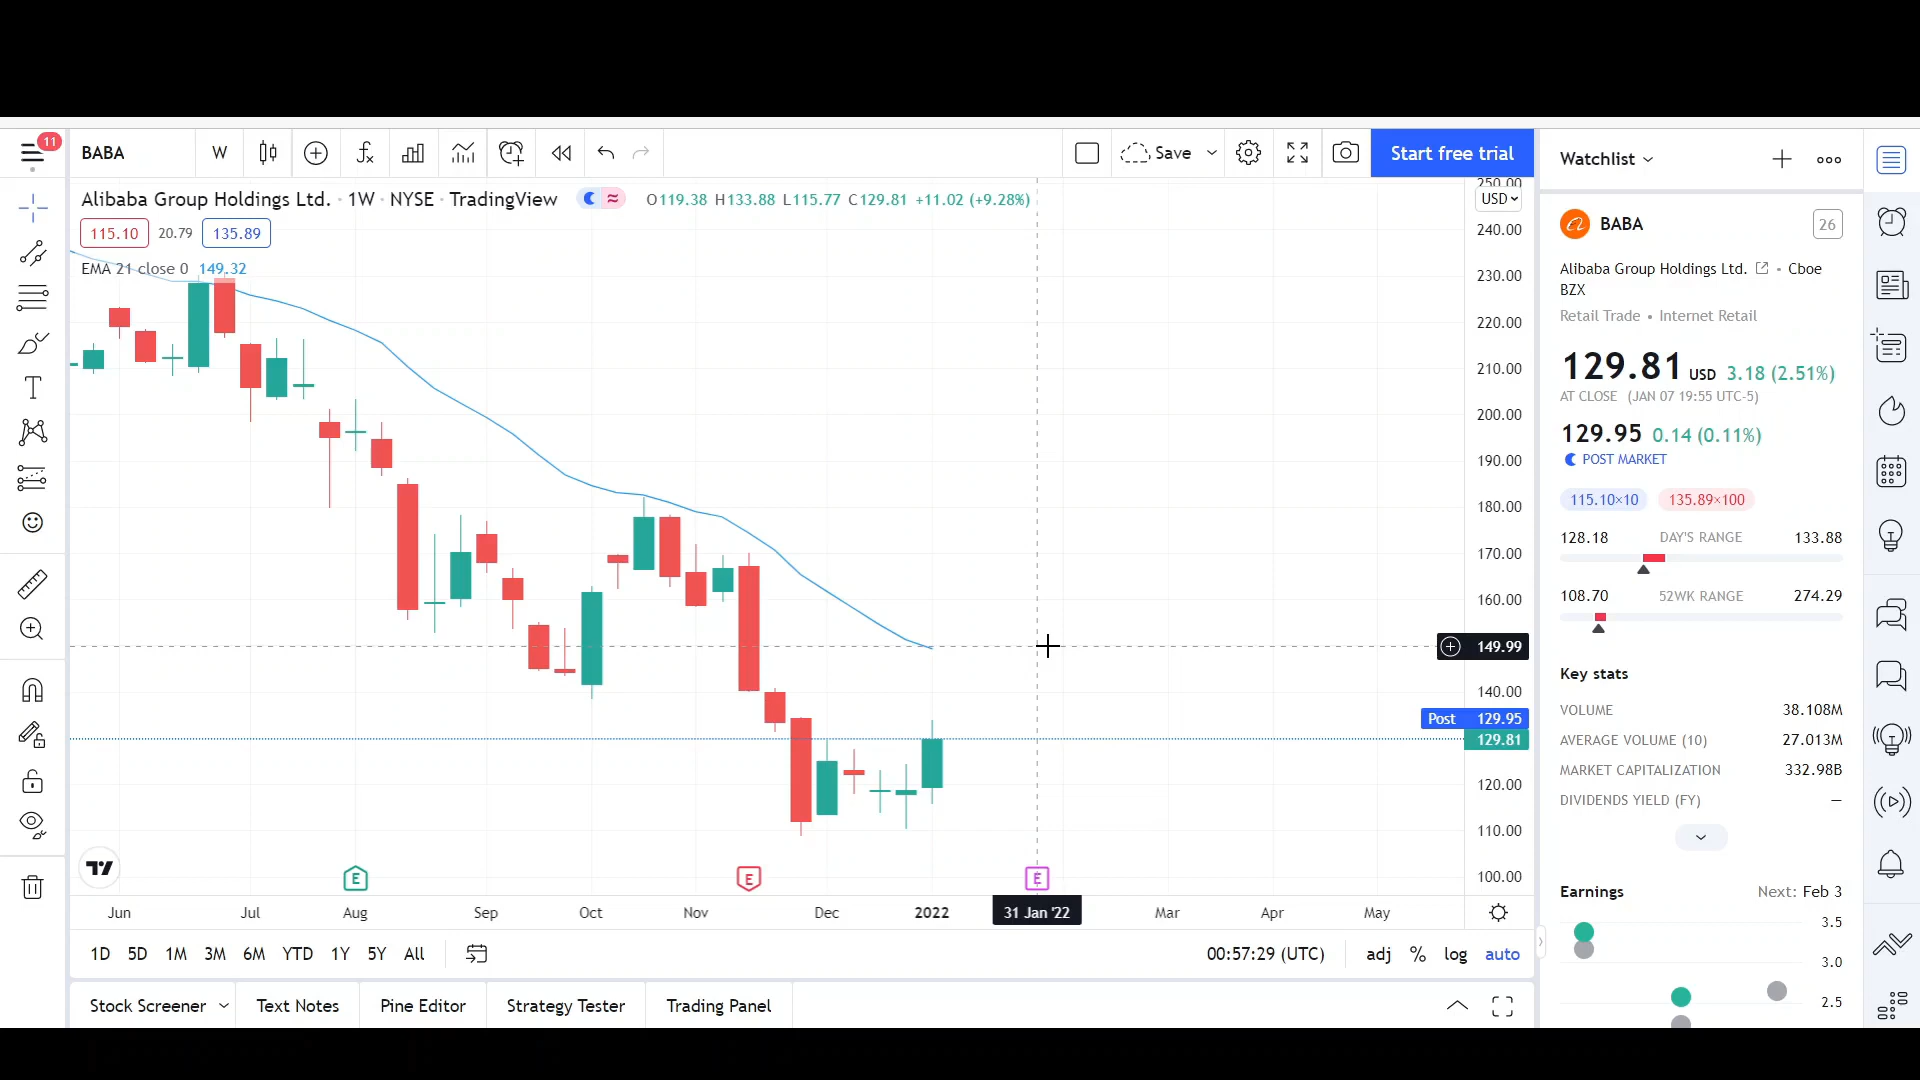 11
BABA
W
Save
Start free trial
Watchlist
Alibaba Group Holdings Ltd. · 1W · NYSE · TradingView
O119.38 H133.88 L115.77 C129.81 +11.02 (+9.28%)
115.10 20.79 135.89
EMA 21 close 0 149.32
250.00
USD
240.00
230.00
220.00
210.00
200.00
190.00
180.00
170.00
160.00
149.99
140.00
Post 129.95
129.81
120.00
110.00
100.00
E
E
E
Jun Jul Aug Sep Oct Nov Dec 2022 31 Jan '22 Mar Apr May
1D 5D 1M 3M 6M YTD 1Y 5Y All
00:57:29 (UTC) adj % log auto
Stock Screener Text Notes Pine Editor Strategy Tester Trading Panel
BABA
26
Alibaba Group Holdings Ltd. • Cboe
BZX
Retail Trade • Internet Retail
129.81 USD 3.18 (2.51%)
AT CLOSE (JAN 07 19:55 UTC-5)
129.95 0.14 (0.11%)
POST MARKET
115.10×10 135.89×100
128.18 DAY'S RANGE 133.88
108.70 52WK RANGE 274.29
Key stats
VOLUME 38.108M
AVERAGE VOLUME (10) 27.013M
MARKET CAPITALIZATION 332.98B
DIVIDENDS YIELD (FY) —
Earnings Next: Feb 3
3.5
3.0
2.5